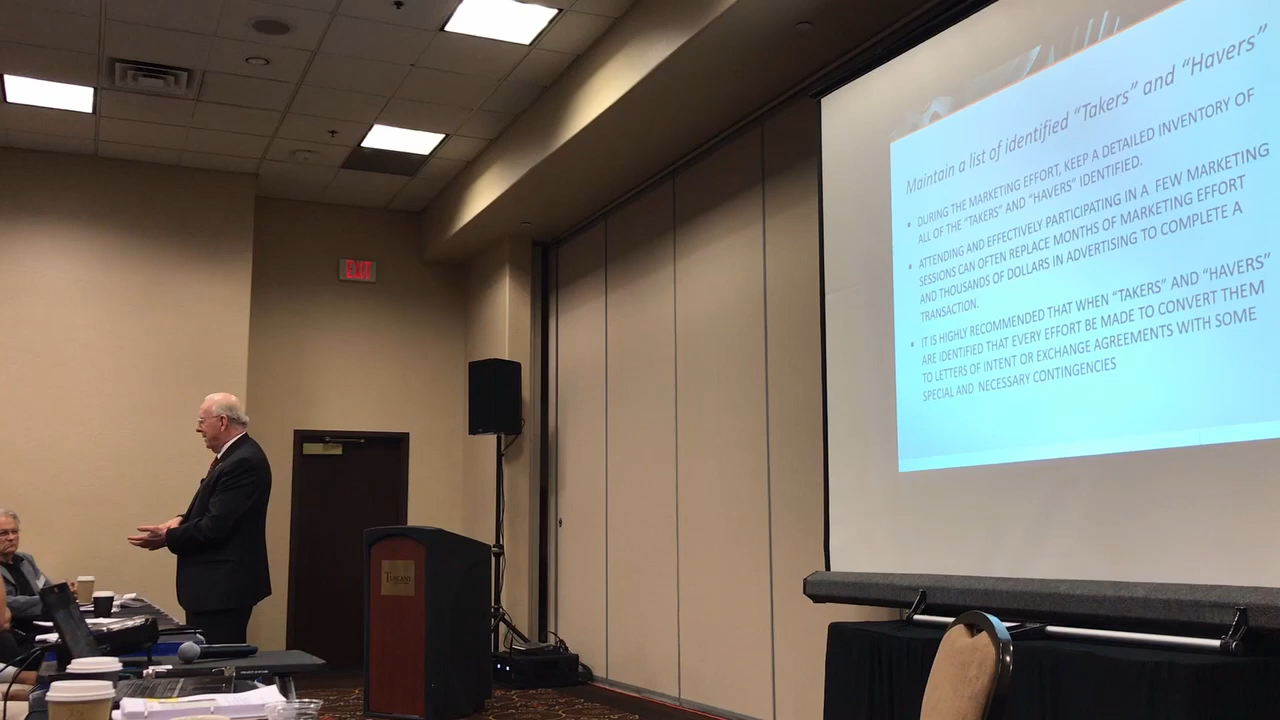 Maintain a list of identified "Takers" and "Havers"
• DURING THE MARKETING EFFORT, KEEP A DETAILED INVENTORY OF
ALL OF THE "TAKERS" AND "HAVERS" IDENTIFIED.
• ATTENDING AND EFFECTIVELY PARTICIPATING IN A FEW MARKETING
SESSIONS CAN OFTEN REPLACE MONTHS OF MARKETING EFFORT
AND THOUSANDS OF DOLLARS IN ADVERTISING TO COMPLETE A
TRANSACTION.
• IT IS HIGHLY RECOMMENDED THAT WHEN "TAKERS" AND "HAVERS"
ARE IDENTIFIED THAT EVERY EFFORT BE MADE TO CONVERT THEM
TO LETTERS OF INTENT OR EXCHANGE AGREEMENTS WITH SOME
SPECIAL AND NECESSARY CONTINGENCIES
EXIT
TUSCANY